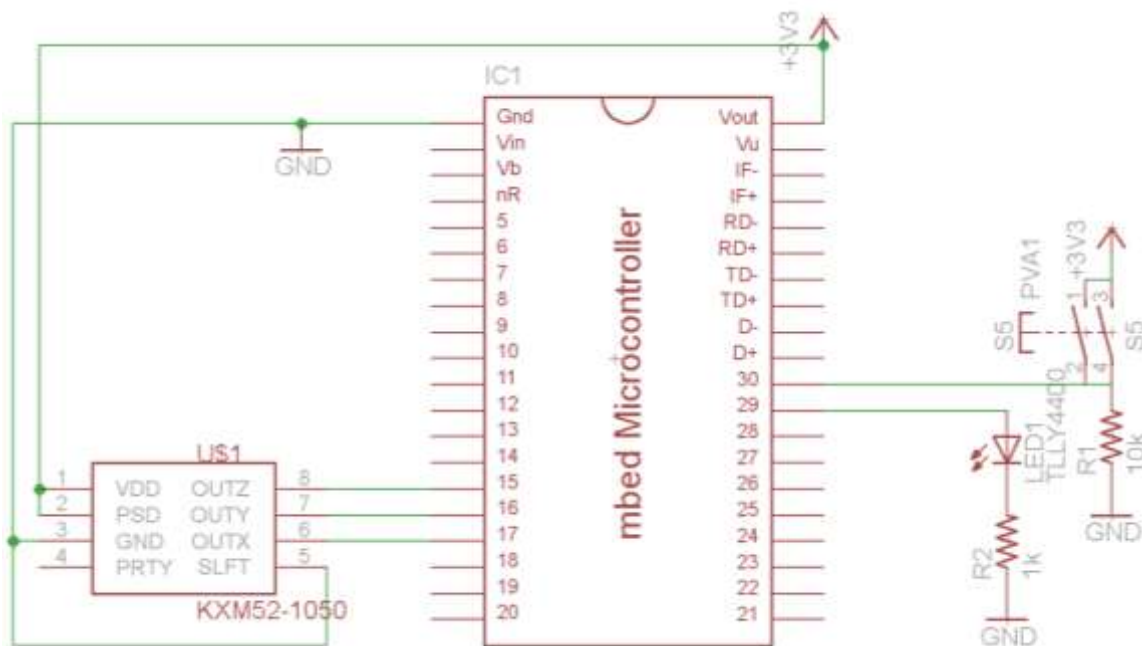 +3V3
IC1
Gnd Vout
Vin Vu
Vb IF-
nR IF+
5 RD-
6 RD+
7 TD-
8 TD+
9 D-
10 D+
11 30
12 29
13 28
14 27
15 26
16 25
17 24
18 23
19 22
20 21
mbed Microcontroller
GND
U$1
1 VDD OUTZ 8
2 PSD OUTY 7
3 GND OUTX 6
4 PRTY SLFT 5
KXM52-1050
+3V3
PVA1
S5
1 3
2 4
S5
LED1
TLLY4400
R1
10k
GND
R2
1k
GND